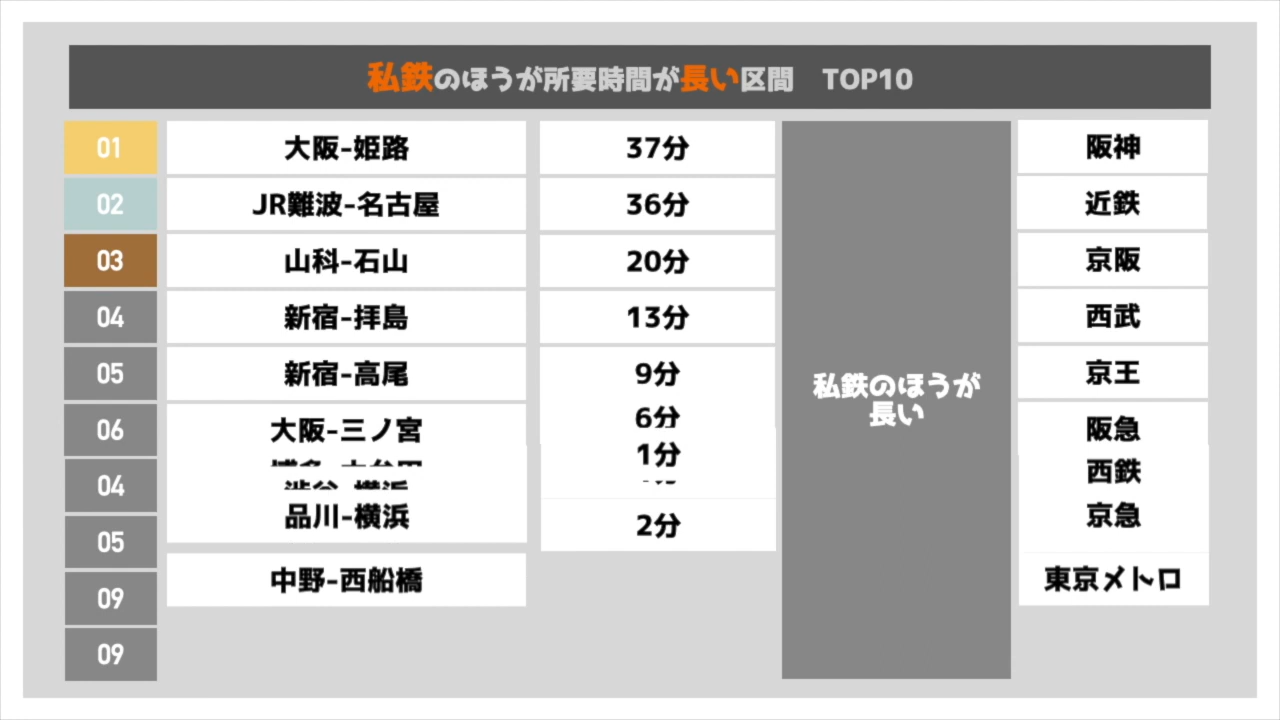 私鉄のほうが所要時間が長い区間　TOP10
01 大阪-姫路 37分 阪神
02 JR難波-名古屋 36分 近鉄
03 山科-石山 20分 京阪
04 新宿-拝島 13分 西武
05 新宿-高尾 9分 京王
私鉄のほうが
長い
06 大阪-三ノ宮 6分 阪急
1分 西鉄
04
品川-横浜 2分 京急
05
中野-西船橋 東京メトロ
09
09